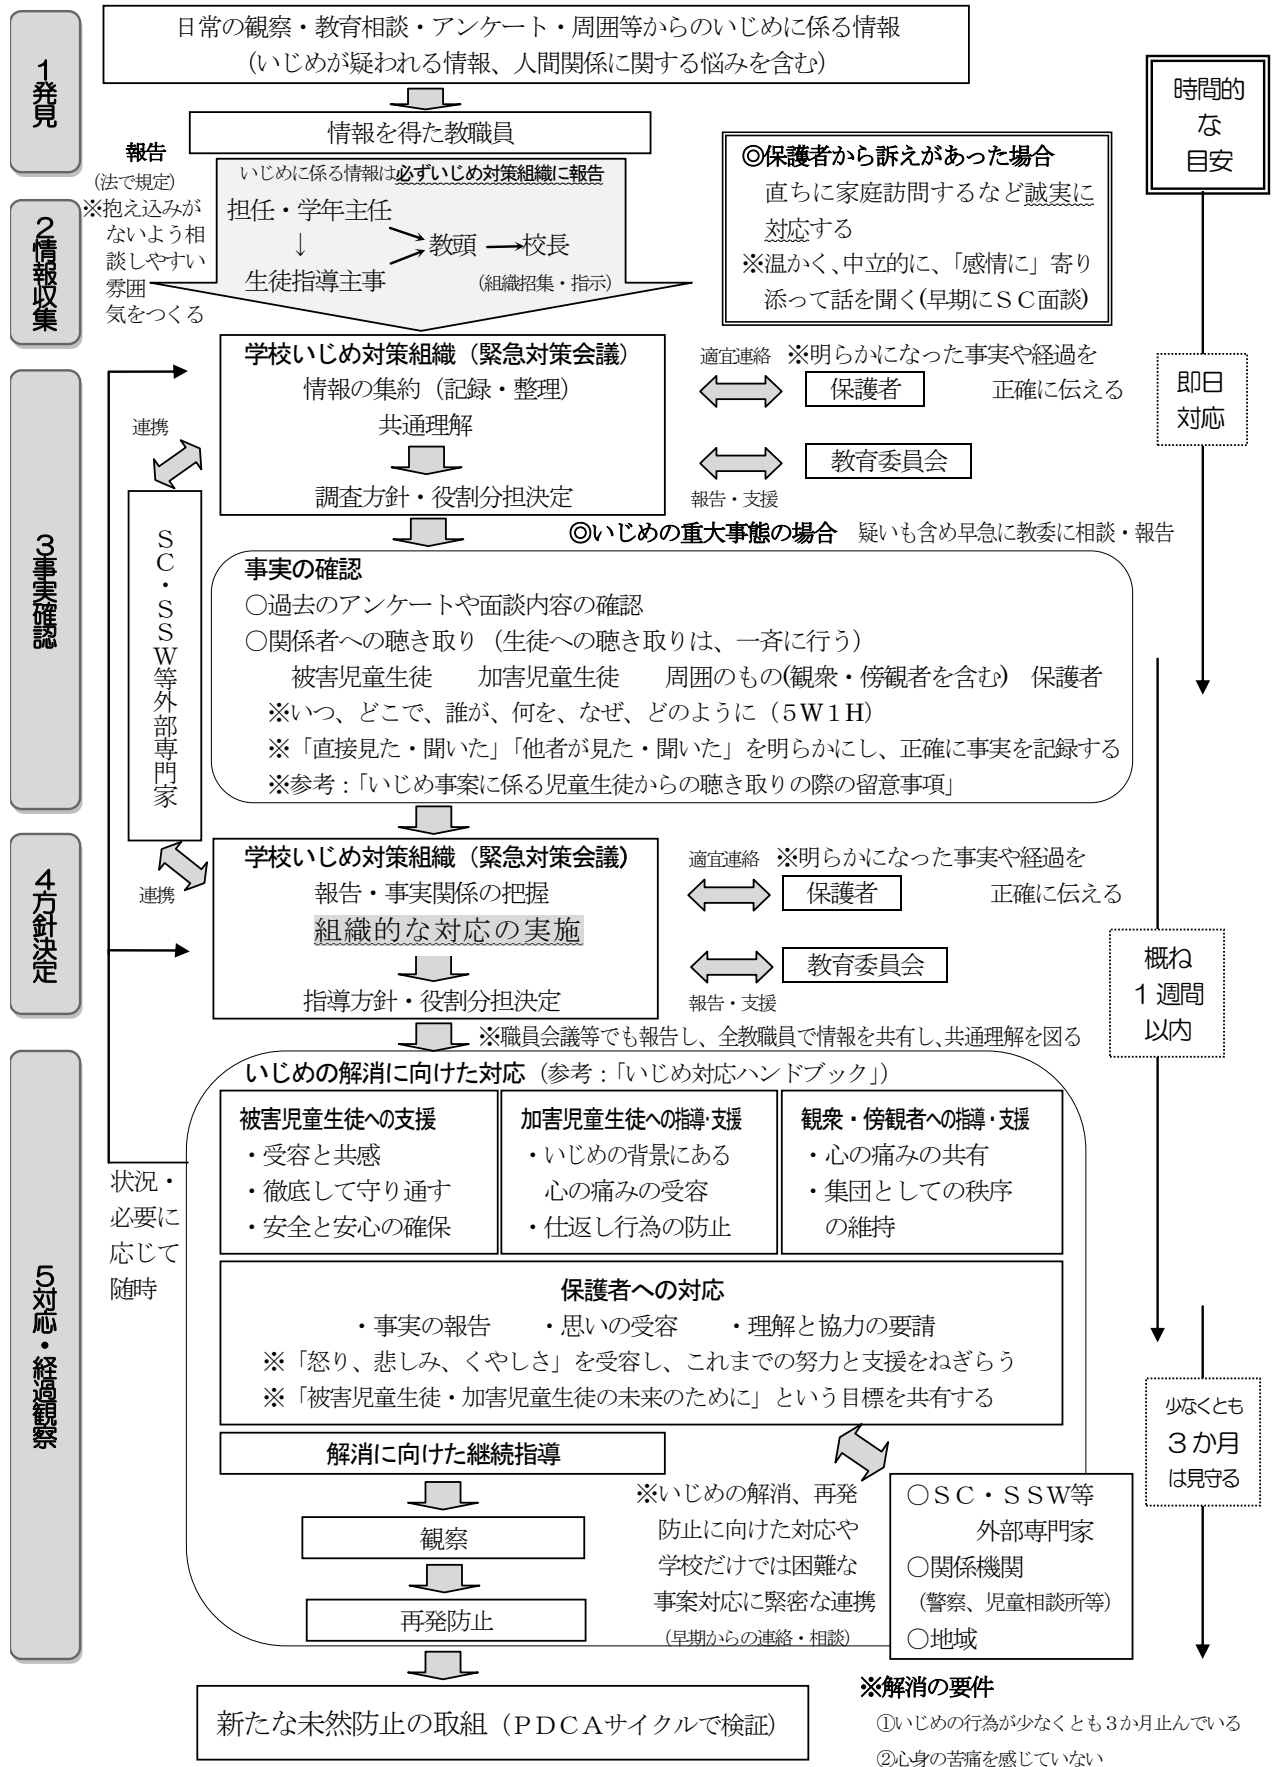 日常の観察・教育相談・アンケート・周囲等からのいじめに係る情報
(いじめが疑われる情報、人間関係に関する悩みを含む)
1発見
時間的
な
目安
情報を得た教職員
報告
(法で規定)
※抱え込みが
ないよう相
談しやすい
雰囲
気をつくる
いじめに係る情報は必ずいじめ対策組織に報告
担任・学年主任
↓
教頭
校長
生徒指導主事
(組織招集・指示)
◎保護者から訴えがあった場合
直ちに家庭訪問するなど誠実に
対応する
※温かく、中立的に、「感情に」寄り
添って話を聞く(早期にＳＣ面談)
2情報収集
学校いじめ対策組織（緊急対策会議）
情報の集約（記録・整理）
共通理解
調査方針・役割分担決定
適宜連絡
※明らかになった事実や経過を
正確に伝える
保護者
教育委員会
報告・支援
即日
対応
連携
ＳＣ・ＳＳＷ等外部専門家
3事実確認
◎いじめの重大事態の場合　疑いも含め早急に教委に相談・報告
事実の確認
○過去のアンケートや面談内容の確認
○関係者への聴き取り（生徒への聴き取りは、一斉に行う）
被害児童生徒　加害児童生徒　周囲のもの(観衆・傍観者を含む)　保護者
※いつ、どこで、誰が、何を、なぜ、どのように（５Ｗ１Ｈ）
※「直接見た・聞いた」「他者が見た・聞いた」を明らかにし、正確に事実を記録する
※参考：「いじめ事案に係る児童生徒からの聴き取りの際の留意事項」
4方針決定
連携
学校いじめ対策組織（緊急対策会議）
報告・事実関係の把握
組織的な対応の実施
指導方針・役割分担決定
適宜連絡
※明らかになった事実や経過を
正確に伝える
保護者
教育委員会
報告・支援
概ね
１週間
以内
※職員会議等でも報告し、全教職員で情報を共有し、共通理解を図る
5対応・経過観察
いじめの解消に向けた対応（参考：「いじめ対応ハンドブック」）
被害児童生徒への支援
・受容と共感
・徹底して守り通す
・安全と安心の確保
加害児童生徒への指導・支援
・いじめの背景にある
心の痛みの受容
・仕返し行為の防止
観衆・傍観者への指導・支援
・心の痛みの共有
・集団としての秩序
の維持
状況・
必要に
応じて
随時
保護者への対応
・事実の報告　・思いの受容　・理解と協力の要請
※「怒り、悲しみ、くやしさ」を受容し、これまでの努力と支援をねぎらう
※「被害児童生徒・加害児童生徒の未来のために」という目標を共有する
少なくとも
３か月
は見守る
解消に向けた継続指導
観察
再発防止
※いじめの解消、再発
防止に向けた対応や
学校だけでは困難な
事案対応に緊密な連携
(早期からの連絡・相談)
○ＳＣ・ＳＳＷ等
外部専門家
○関係機関
(警察、児童相談所等)
○地域
新たな未然防止の取組（ＰＤＣＡサイクルで検証）
※解消の要件
①いじめの行為が少なくとも３か月止んでいる
②心身の苦痛を感じていない